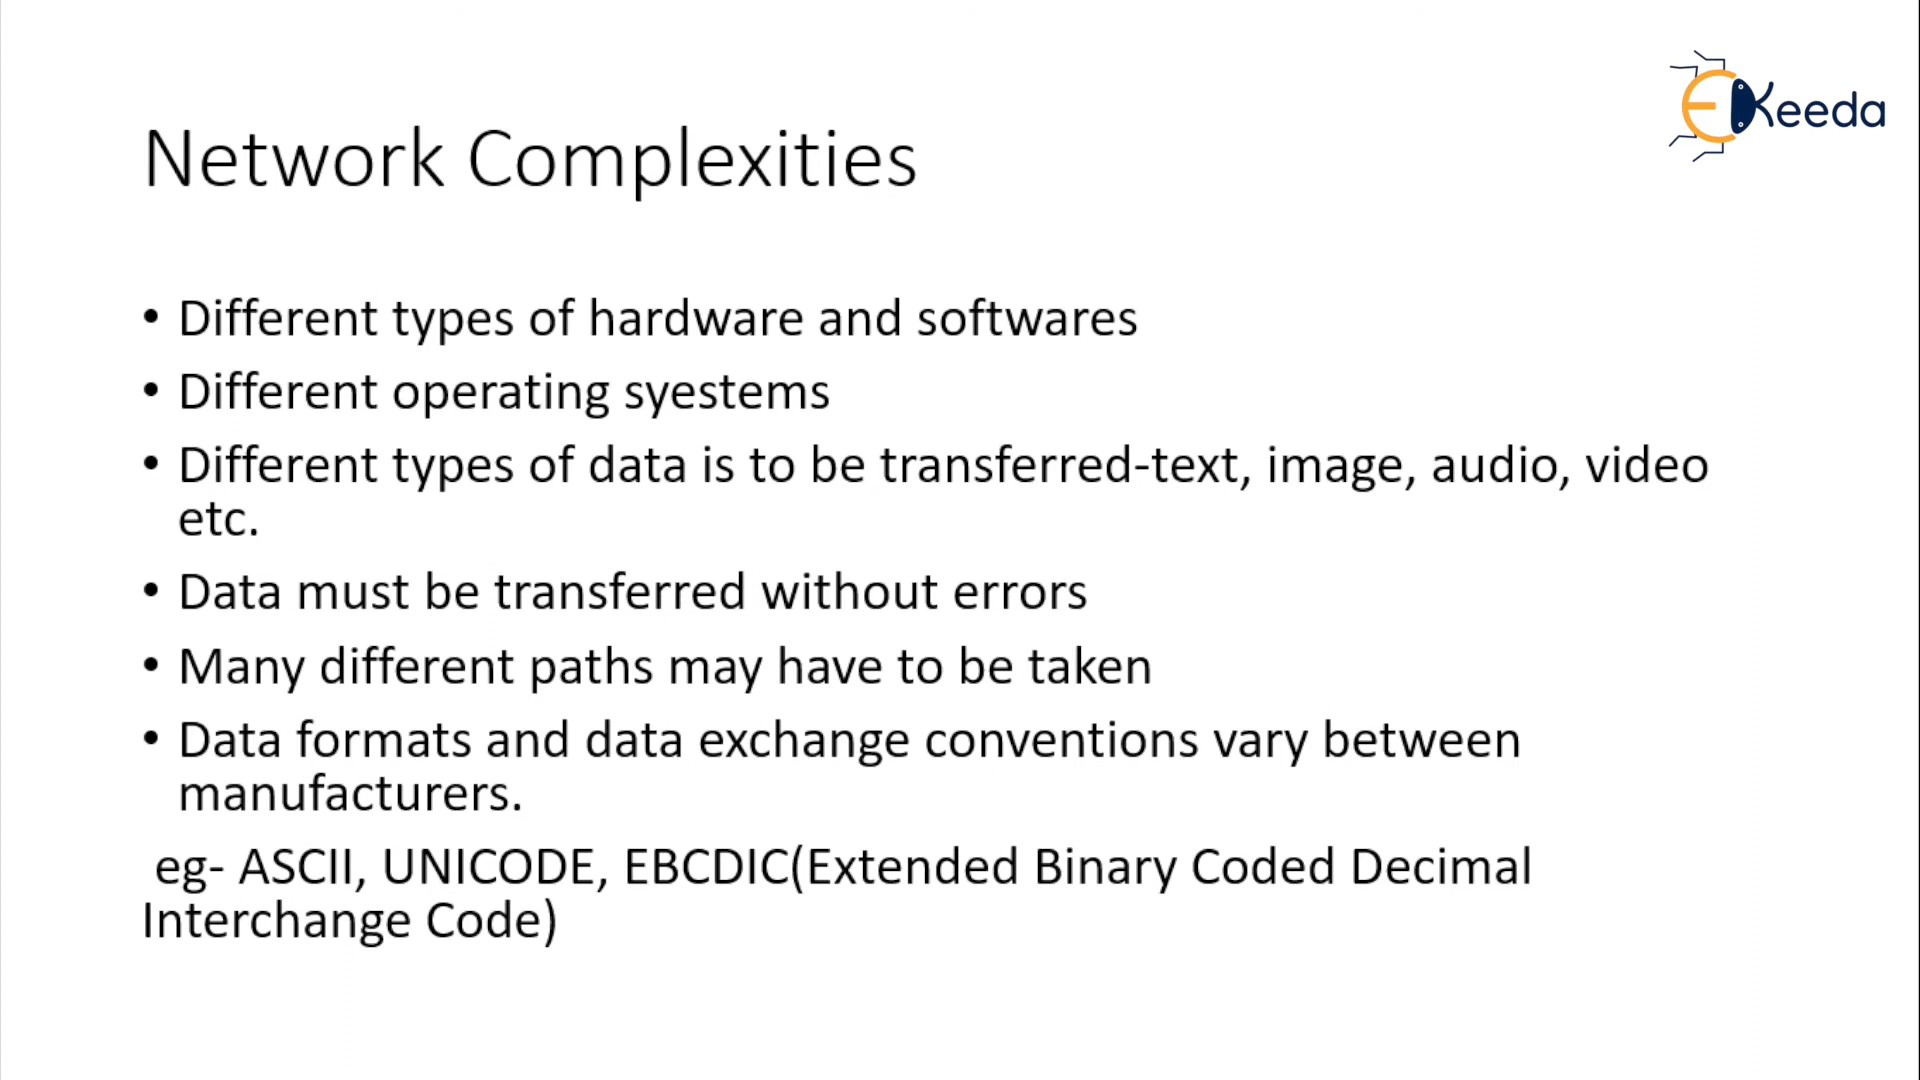 EKeeda
Network Complexities
• Different types of hardware and softwares
• Different operating syestems
• Different types of data is to be transferred-text, image, audio, video
etc.
• Data must be transferred without errors
• Many different paths may have to be taken
• Data formats and data exchange conventions vary between
manufacturers.
eg- ASCII, UNICODE, EBCDIC(Extended Binary Coded Decimal
Interchange Code)